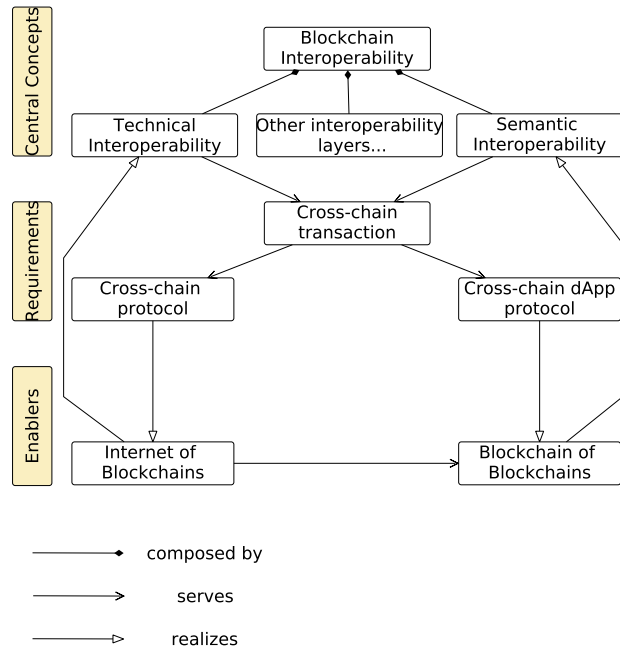 Central Concepts
Blockchain
Interoperability
Technical
Interoperability
Other interoperability
layers...
Semantic
Interoperability
Requirements
Cross-chain
transaction
Cross-chain
protocol
Cross-chain dApp
protocol
Enablers
Internet of
Blockchains
Blockchain of
Blockchains
composed by
serves
realizes